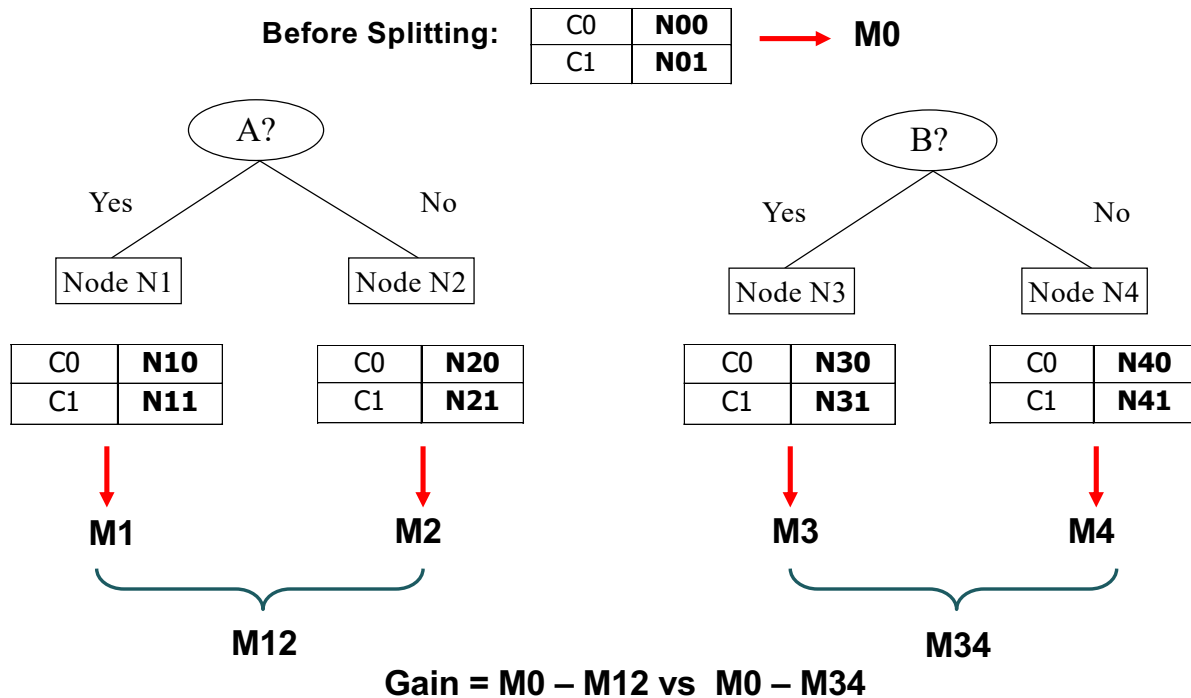 Before Splitting: C0 N00 M0
C1 N01
A? B?
Yes No Yes No
Node N1 Node N2 Node N3 Node N4
C0 N10 C0 N20 C0 N30 C0 N40
C1 N11 C1 N21 C1 N31 C1 N41
M1 M2 M3 M4
M12 M34
Gain = M0 – M12 vs M0 – M34